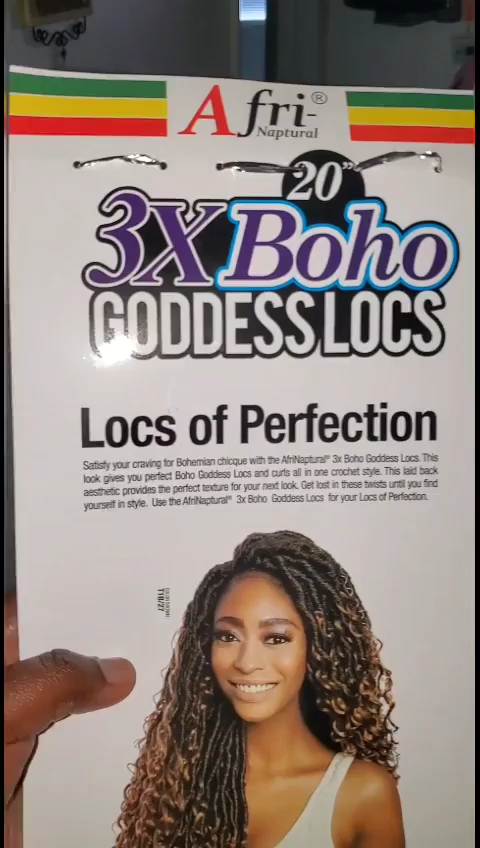 Afri-®
Naptural
20"
3X Boho
GODDESS LOCS
Locs of Perfection
Satisfy your craving for Bohemian chicque with the AfriNaptural® 3x Boho Goddess Locs. This
look gives you perfect Boho Goddess Locs and curls all in one crochet style. This laid back
aesthetic provides the perfect texture for your next look. Get lost in these twists until you find
yourself in style. Use the AfriNaptural® 3x Boho Goddess Locs for your Locs of Perfection.
T1B/27